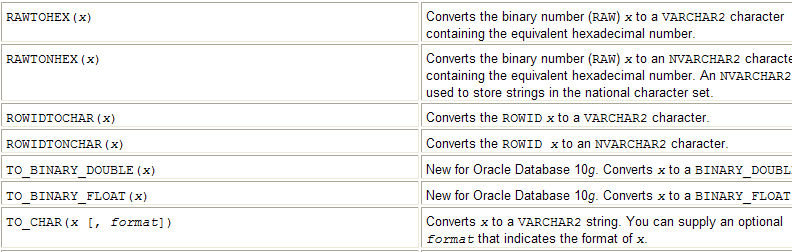 RAWTOHEX(x)
Converts the binary number (RAW) x to a VARCHAR2 character
containing the equivalent hexadecimal number.
RAWTONHEX(x)
Converts the binary number (RAW) x to an NVARCHAR2 characte
containing the equivalent hexadecimal number. An NVARCHAR2
used to store strings in the national character set.
ROWIDTOCHAR(x)
Converts the ROWID x to a VARCHAR2 character.
ROWIDTONCHAR(x)
Converts the ROWID x to an NVARCHAR2 character.
TO_BINARY_DOUBLE(x)
New for Oracle Database 10g. Converts x to a BINARY_DOUBL
TO_BINARY_FLOAT(x)
New for Oracle Database 10g. Converts x to a BINARY_FLOAT
TO_CHAR(x [, format])
Converts x to a VARCHAR2 string. You can supply an optional
format that indicates the format of x.